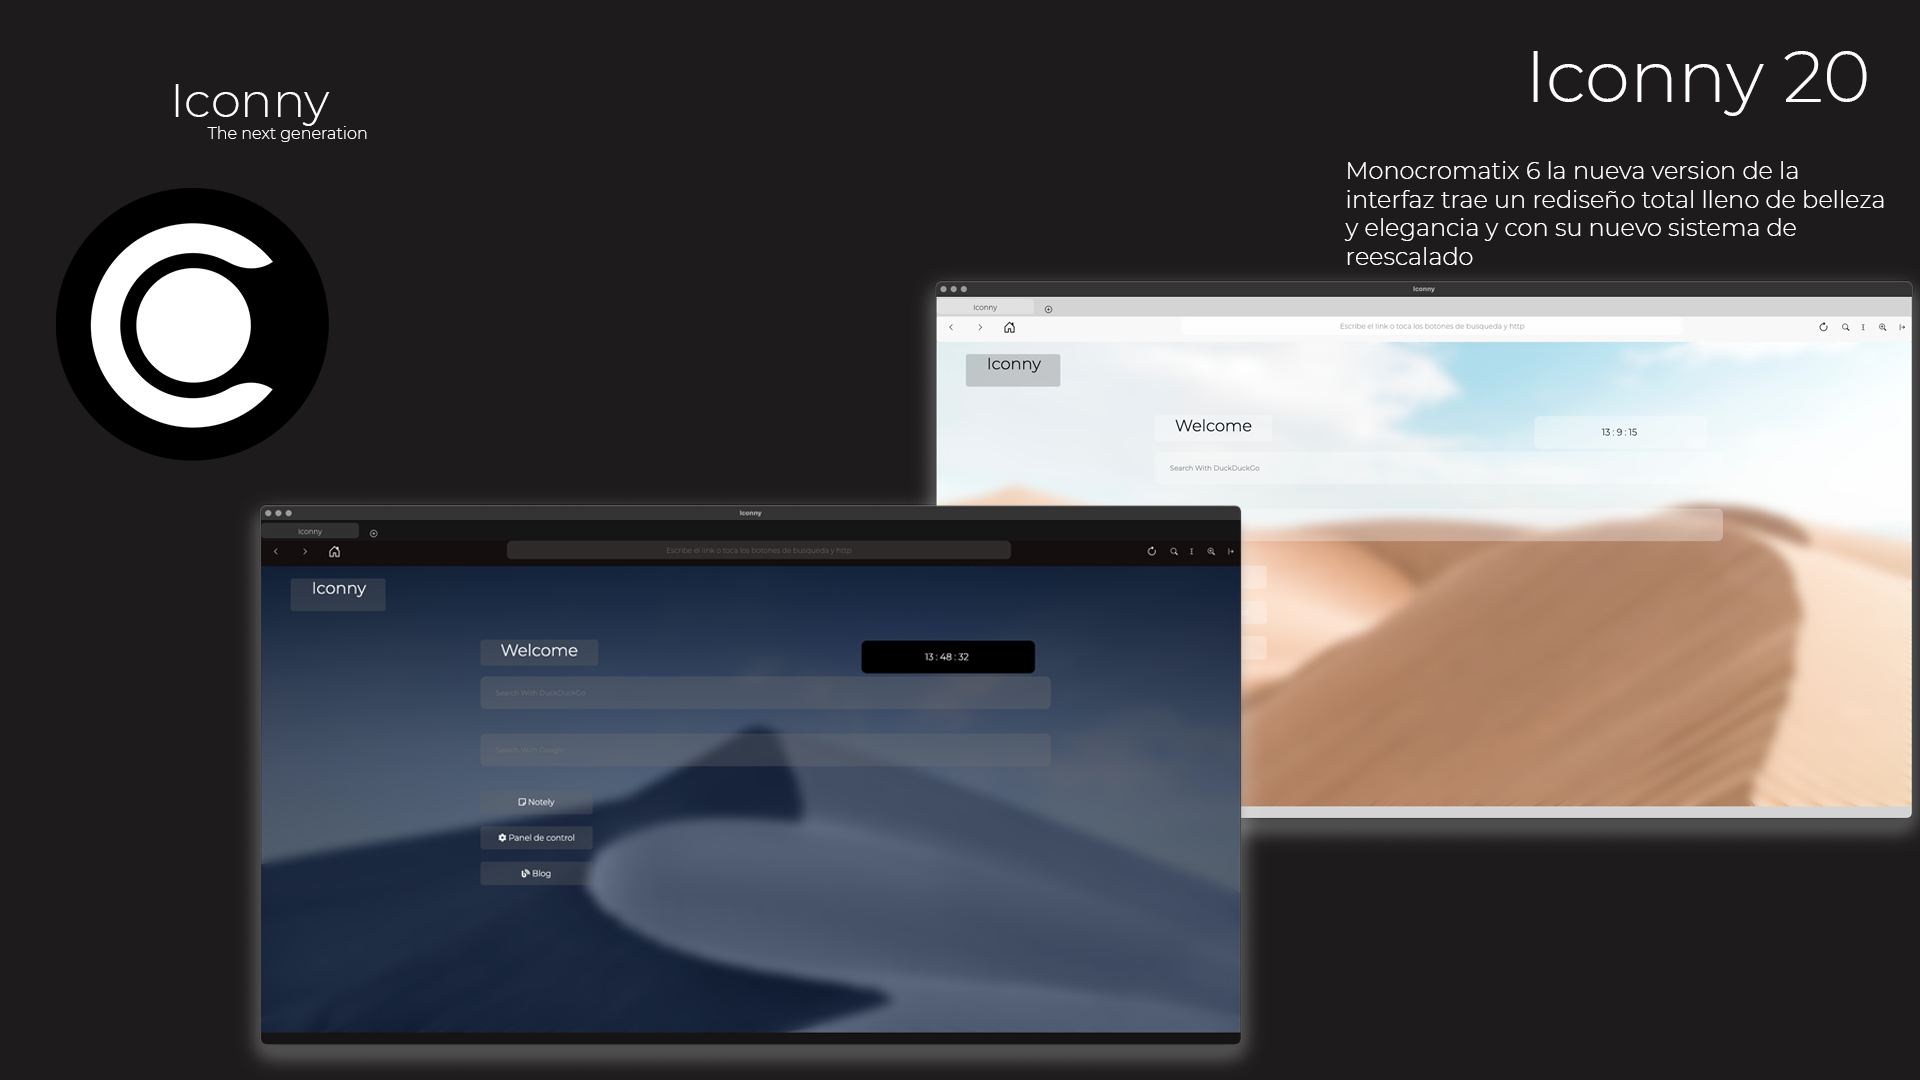 Iconny
The next generation
Iconny 20
Monocromatix 6 la nueva version de la
interfaz trae un rediseño total lleno de belleza
y elegancia y con su nuevo sistema de
reescalado
Iconny
Iconny
Escribe el link o toca los botones de busqueda y http
Iconny
Welcome
13 : 9 : 15
Search With DuckDuckGo
Iconny
Iconny
Escribe el link o toca los botones de busqueda y http
Iconny
Welcome
13 : 48 : 32
Search With DuckDuckGo
Search With Google
Notely
Panel de control
Blog